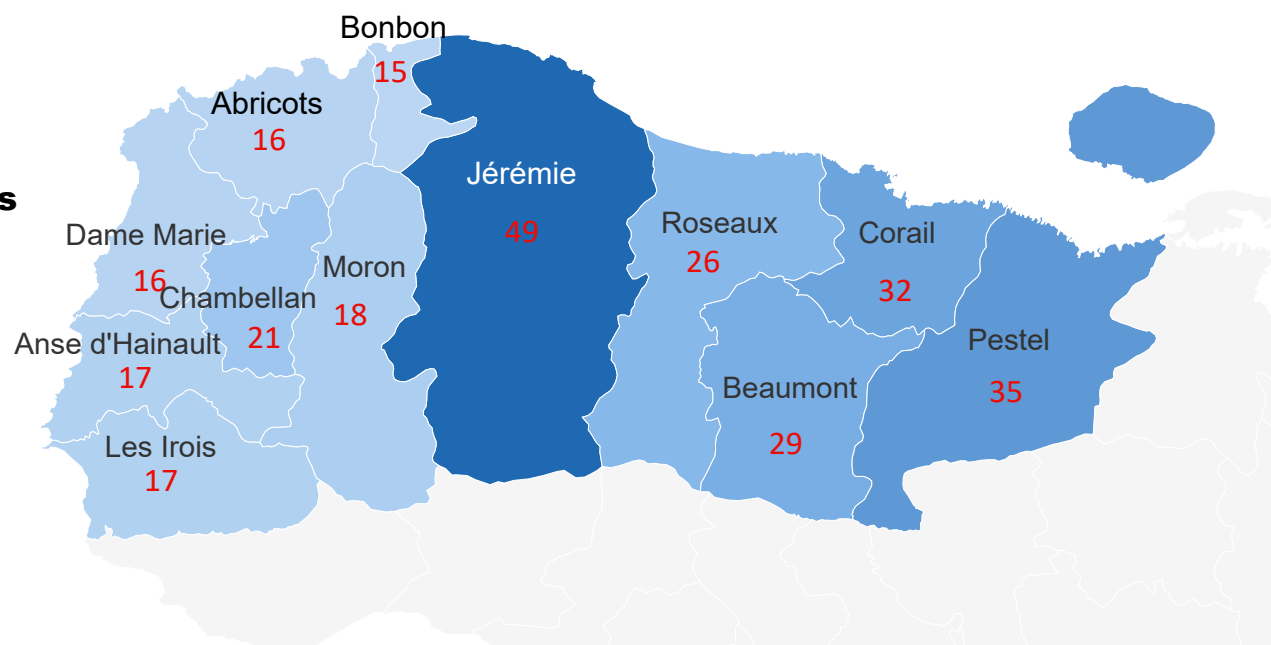 Bonbon
15
Abricots
16
Jérémie
49
s
Dame Marie
16
Roseaux
26
Corail
32
Moron
18
Chambellan
21
Anse d'Hainault
17
Pestel
35
Beaumont
29
Les Irois
17